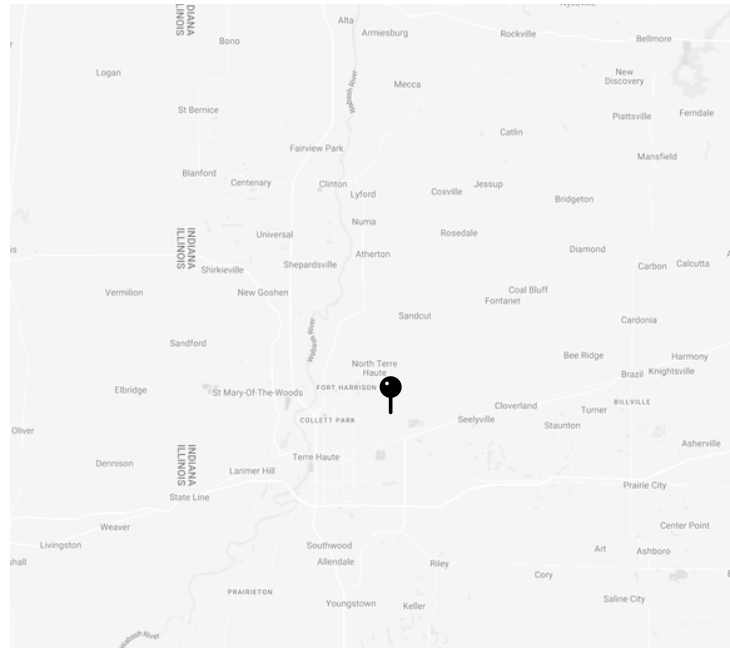 Alta
Armiesburg
Rockville
Bellmore
DIANA
ILLINOIS
Bono
Logan
New
Discovery
Mecca
Wabash River
St Bernice
Piattsville
Ferndale
Catlin
Fairview Park
Mansfield
Blanford
Centenary
Clinton
Lyford
Coxville
Jessup
Bridgeton
Numa
Universal
Rosedale
INDIANA
ILLINOIS
Atherton
Diamond
Shirkieville
Shepardsville
Carbon
Calcutta
Vermilion
New Goshen
Coal Bluff
Fontanet
Sandcut
Cardonia
Wabash River
Sandford
Bee Ridge
Harmony
North Terre
Haute
Brazil
Knightsville
FORT HARRISON
Elbridge
St Mary-Of-The-Woods
BILLVILLE
Cloverland
Turner
COLLETT PARK
Seelyville
Staunton
Oliver
Asherville
INDIANA
ILLINOIS
Terre Haute
Dennison
Larimer Hill
Prairie City
State Line
Weaver
Center Point
Livingston
Southwood
Art
Ashboro
shall
Allendale
Riley
Cory
PRAIRIETON
Youngstown
Keller
Saline City
Wabash River